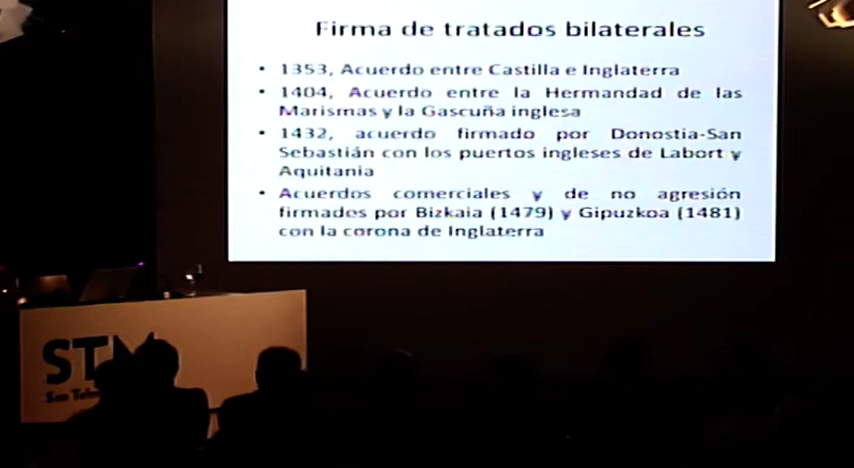 Firma de tratados bilaterales
• 1353, Acuerdo entre Castilla e Inglaterra
• 1404, Acuerdo entre la Hermandad de las
Marismas y la Gascuña inglesa
• 1432, acuerdo firmado por Donostia-San
Sebastián con los puertos ingleses de Labort y
Aquitania
• Acuerdos comerciales y de no agresión
firmados por Bizkaia (1479) y Gipuzkoa (1481)
con la corona de Inglaterra
STM
San